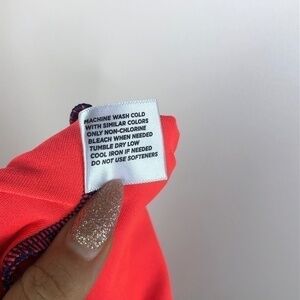 MACHINE WASH COLD
WITH SIMILAR COLORS
ONLY NON-CHLORINE
BLEACH WHEN NEEDED
TUMBLE DRY LOW
COOL IRON IF NEEDED
DO NOT USE SOFTENERS